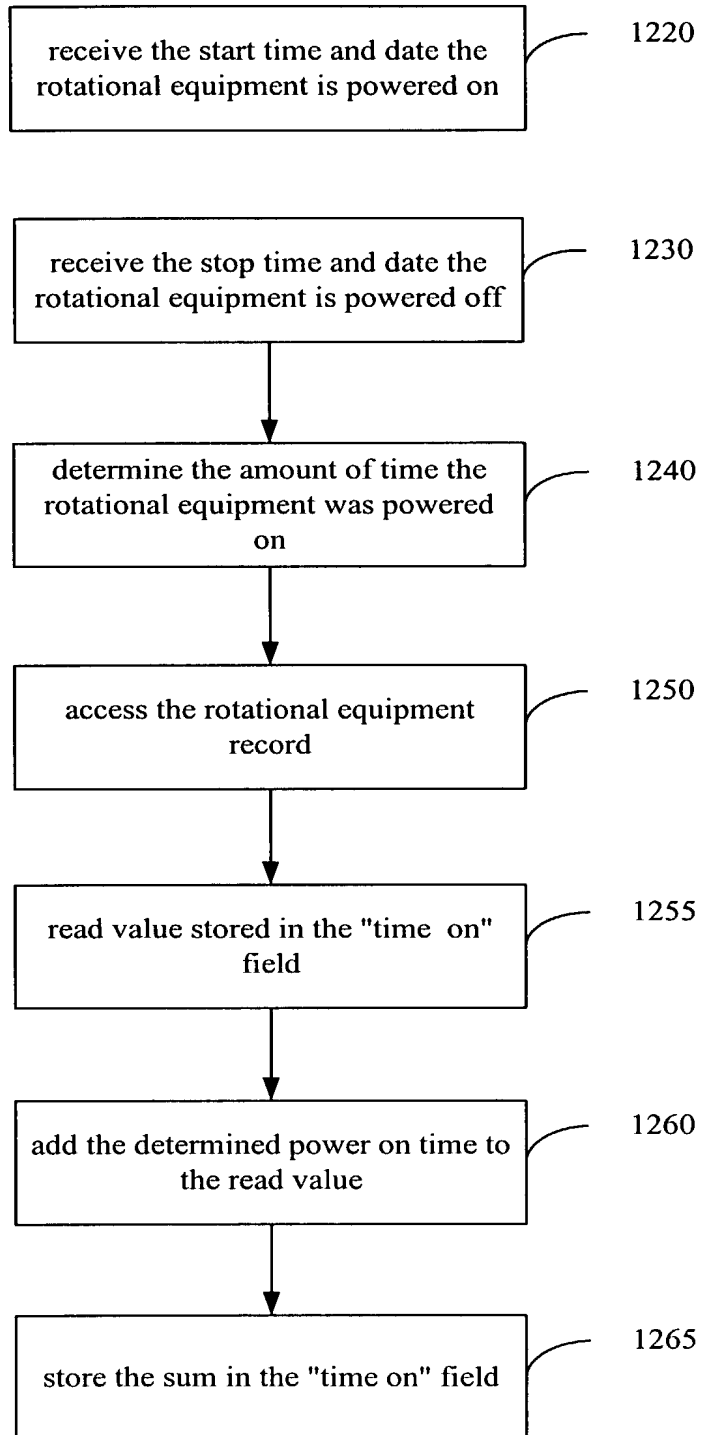 receive the start time and date the
rotational equipment is powered on
1220
receive the stop time and date the
rotational equipment is powered off
1230
determine the amount of time the
rotational equipment was powered
on
1240
access the rotational equipment
record
1250
read value stored in the "time on"
field
1255
add the determined power on time to
the read value
1260
store the sum in the "time on" field
1265